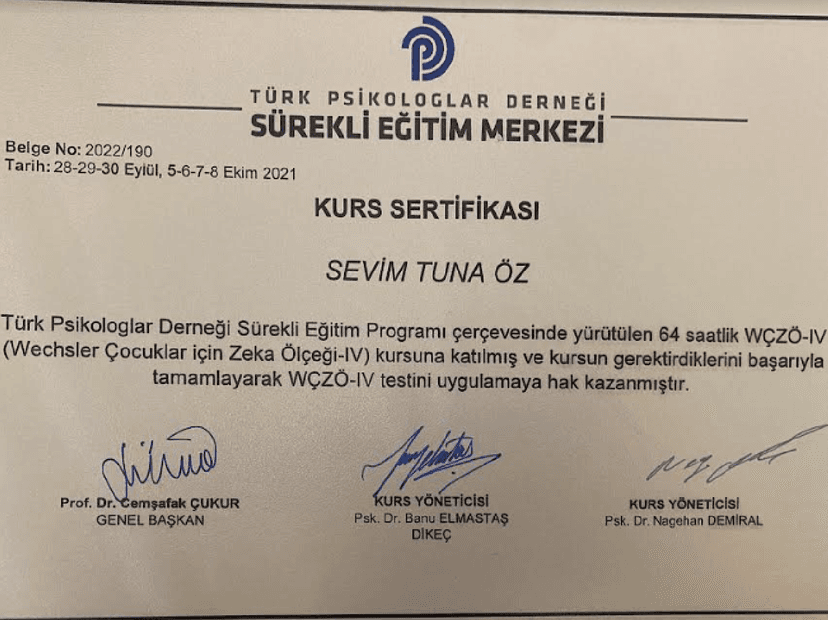 TÜRK PSİKOLOGLAR DERNEĞİ
SÜREKLİ EĞİTİM MERKEZİ
Belge No: 2022/190
Tarih: 28-29-30 Eylül, 5-6-7-8 Ekim 2021
KURS SERTİFİKASI
SEVİM TUNA ÖZ
Türk Psikologlar Derneği Sürekli Eğitim Programı çerçevesinde yürütülen 64 saatlik WÇZÖ-IV
(Wechsler Çocuklar için Zeka Ölçeği-IV) kursuna katılmış ve kursun gerektirdiklerini başarıyla
tamamlayarak WÇZÖ-IV testini uygulamaya hak kazanmıştır.
Prof. Dr. Cemşafak ÇUKUR
GENEL BAŞKAN
KURS YÖNETİCİSİ
Psk. Dr. Banu ELMASTAŞ
DİKEÇ
KURS YÖNETİCİSİ
Psk. Dr. Nagehan DEMİRAL